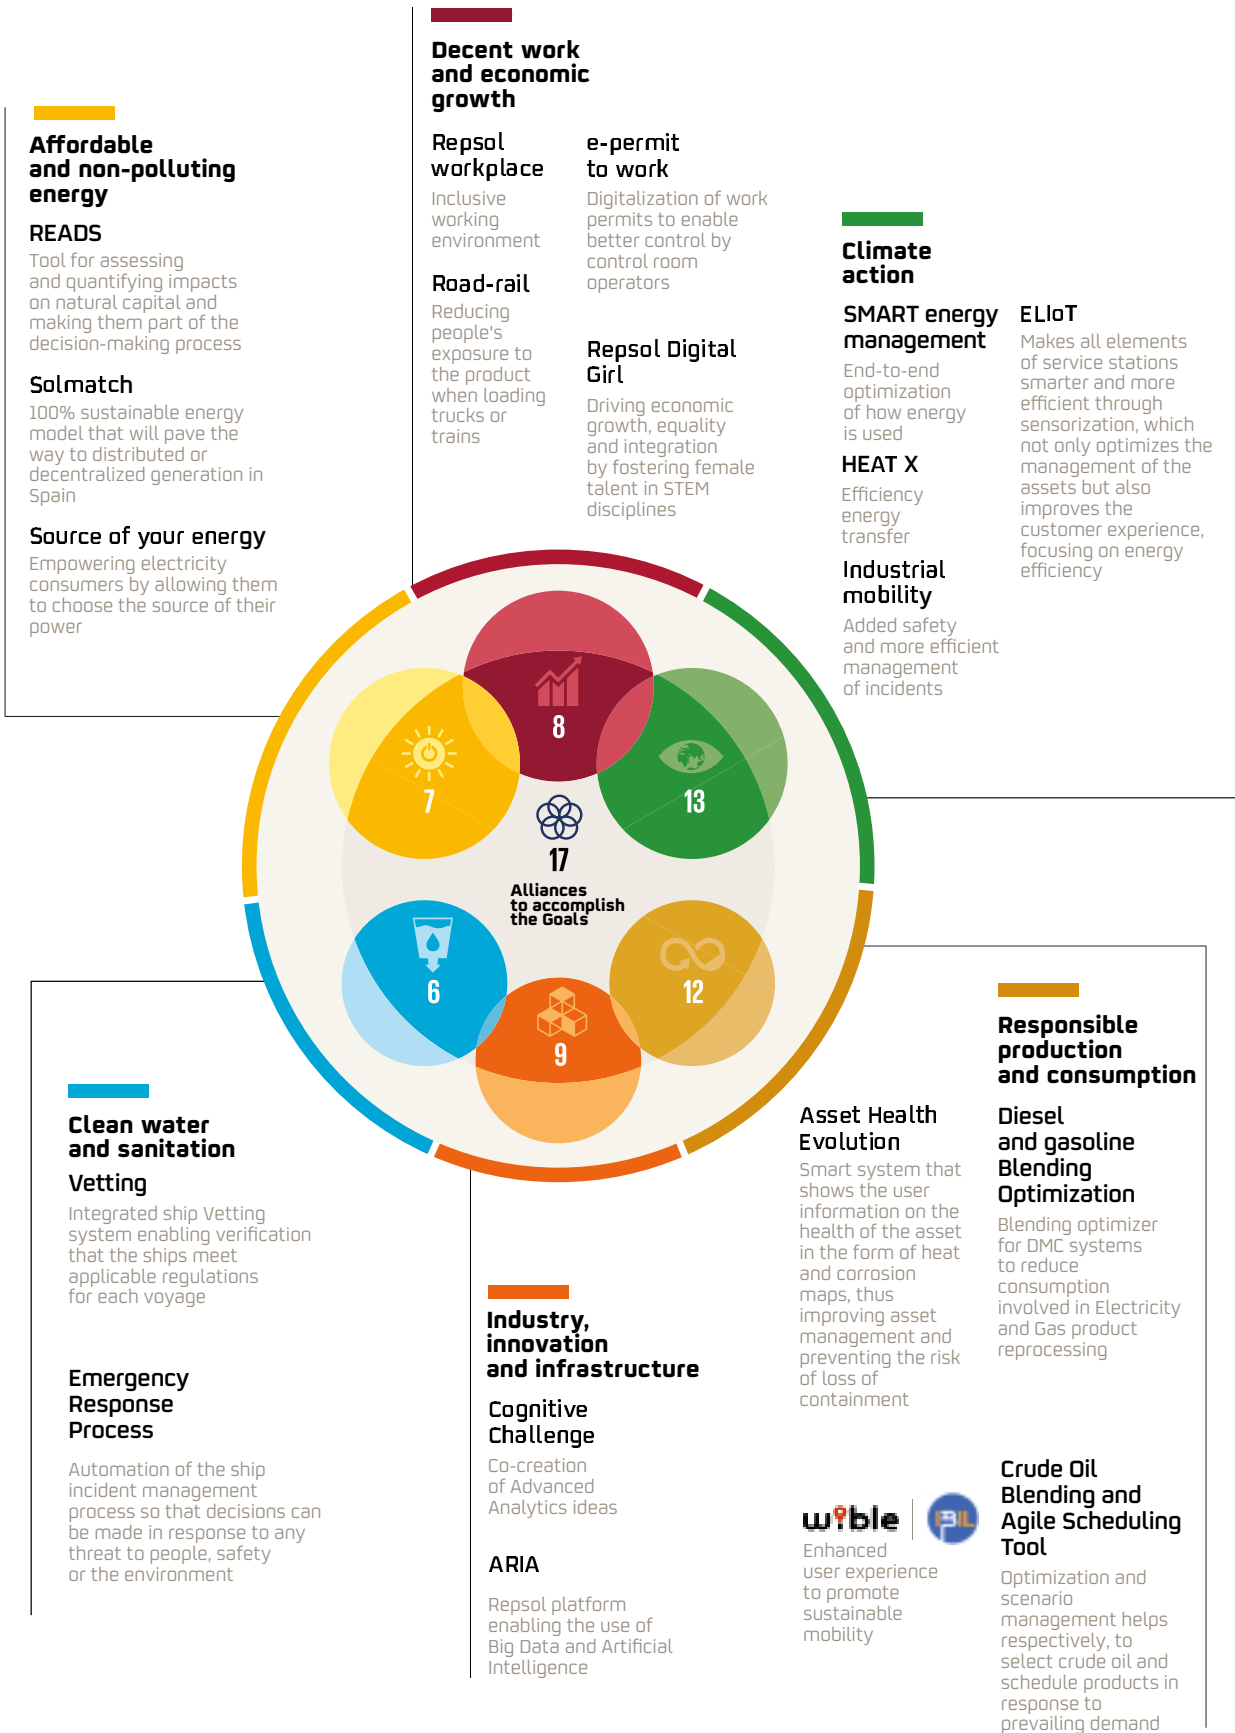 Decent work
and economic
growth
Repsol
workplace
Inclusive
working
environment
Road-rail
Reducing
people's
exposure to
the product
when loading
trucks or
trains
e-permit
to work
Digitalization of work
permits to enable
better control by
control room
operators
Repsol Digital
Girl
Driving economic
growth, equality
and integration
by fostering female
talent in STEM
disciplines
Affordable
and non-polluting
energy
READS
Tool for assessing
and quantifying impacts
on natural capital and
making them part of the
decision-making process
Solmatch
100% sustainable energy
model that will pave the
way to distributed or
decentralized generation in
Spain
Source of your energy
Empowering electricity
consumers by allowing them
to choose the source of their
power
Climate
action
SMART energy
management
End-to-end
optimization
of how energy
is used
HEAT X
Efficiency
energy
transfer
Industrial
mobility
Added safety
and more efficient
management
of incidents
ELIoT
Makes all elements
of service stations
smarter and more
efficient through
sensorization, which
not only optimizes the
management of the
assets but also
improves the
customer experience,
focusing on energy
efficiency
8
7
13
17
Alliances
to accomplish
the Goals
6
12
9
Clean water
and sanitation
Vetting
Integrated ship Vetting
system enabling verification
that the ships meet
applicable regulations
for each voyage
Emergency
Response
Process
Automation of the ship
incident management
process so that decisions can
be made in response to any
threat to people, safety
or the environment
Industry,
innovation
and infrastructure
Cognitive
Challenge
Co-creation
of Advanced
Analytics ideas
ARIA
Repsol platform
enabling the use of
Big Data and Artificial
Intelligence
Responsible
production
and consumption
Asset Health
Evolution
Smart system that
shows the user
information on the
health of the asset
in the form of heat
and corrosion
maps, thus
improving asset
management and
preventing the risk
of loss of
containment
wible
Enhanced
user experience
to promote
sustainable
mobility
Diesel
and gasoline
Blending
Optimization
Blending optimizer
for DMC systems
to reduce
consumption
involved in Electricity
and Gas product
reprocessing
Crude Oil
Blending and
Agile Scheduling
Tool
Optimization and
scenario
management helps
respectively, to
select crude oil and
schedule products in
response to
prevailing demand